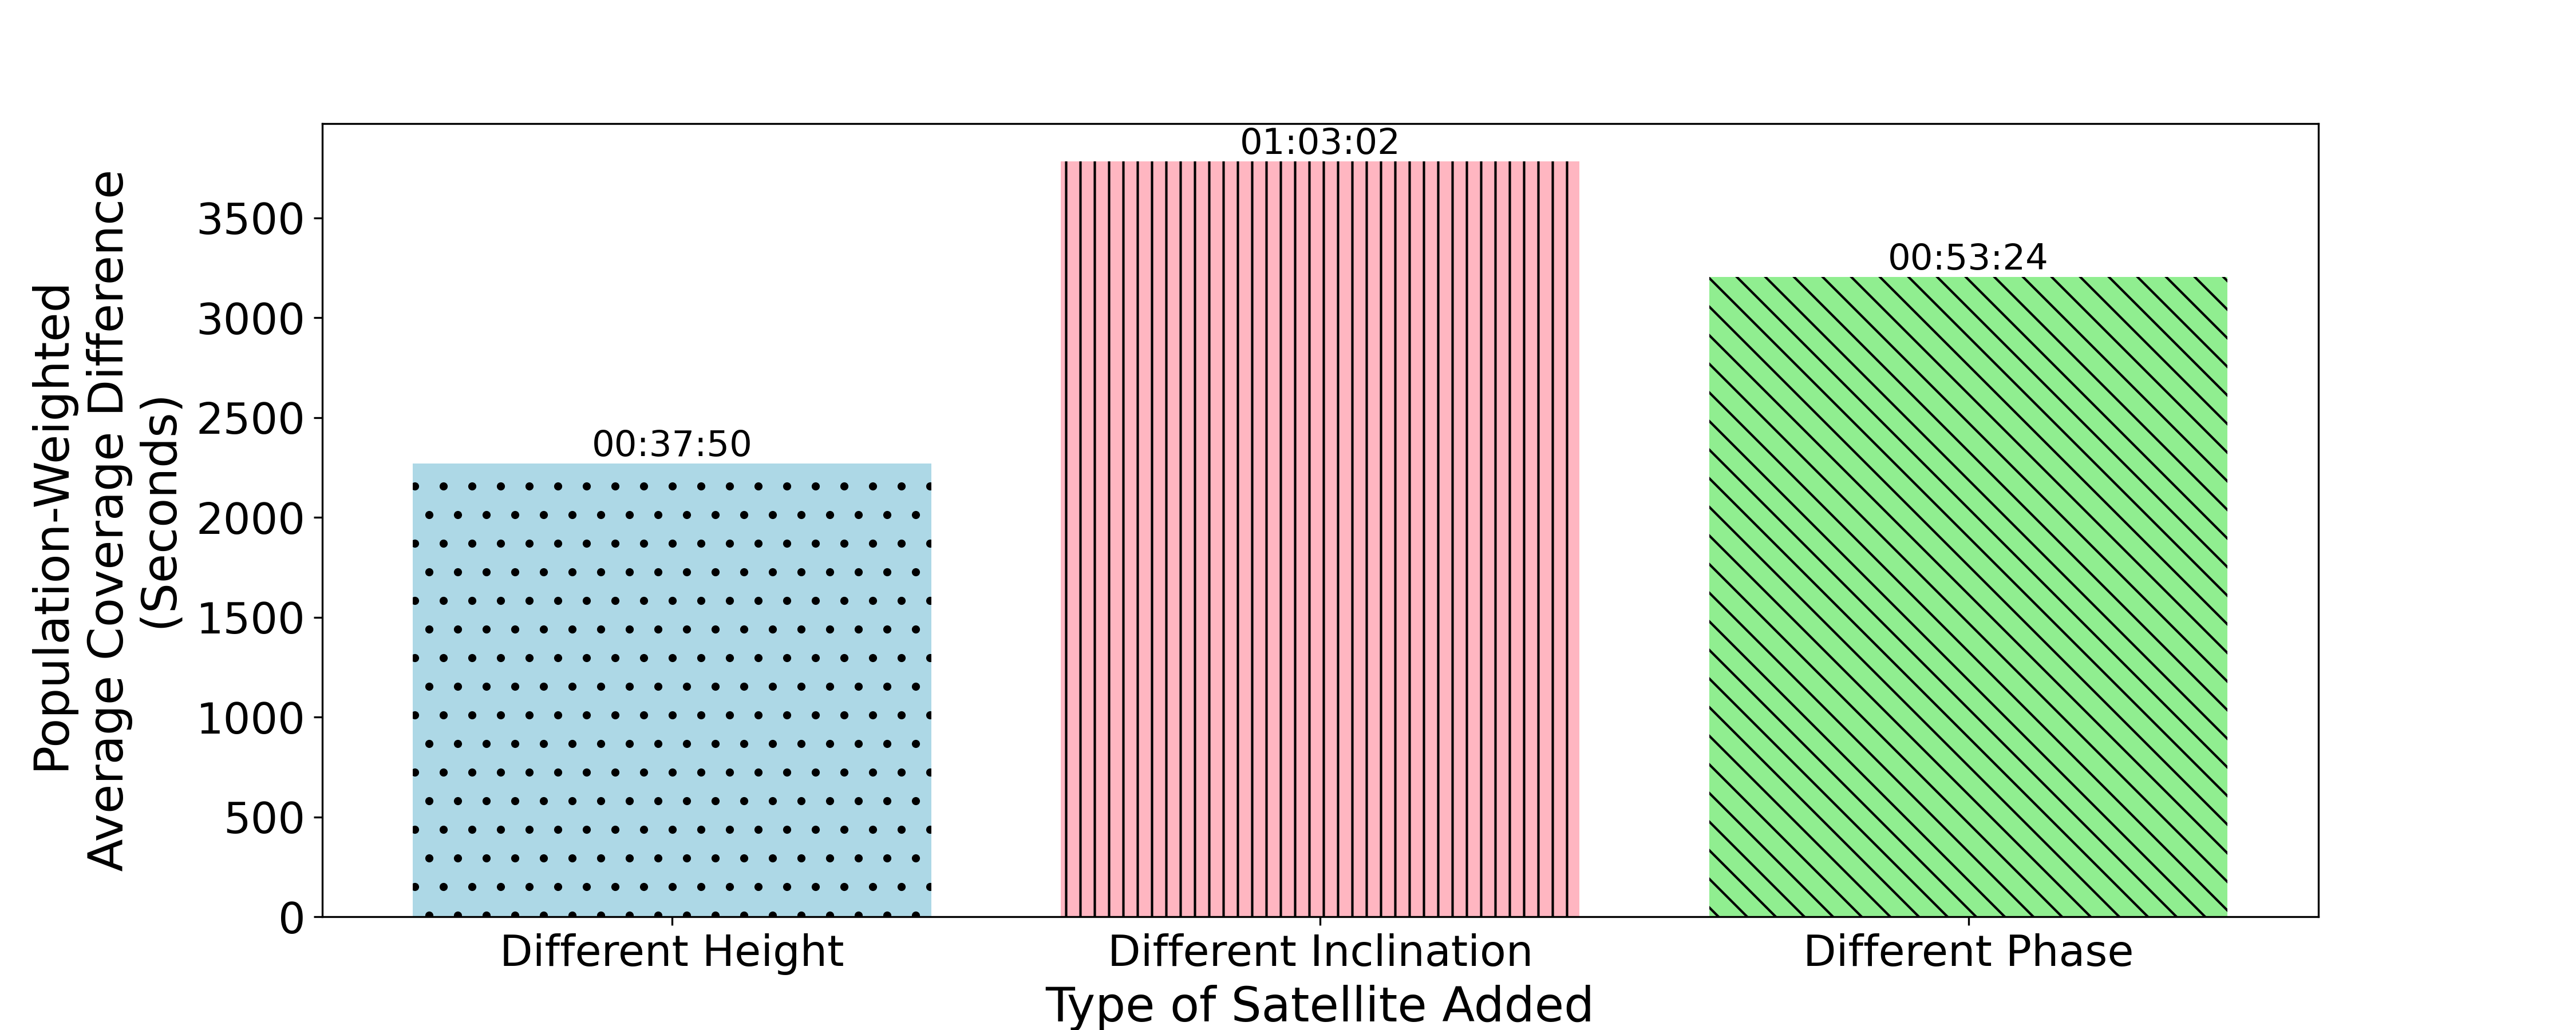 Population-Weighted
Average Coverage Difference
(Seconds)
3500
3000
2500
2000
1500
1000
500
0
00:37:50
01:03:02
00:53:24
Different Height
Different Inclination
Different Phase
Type of Satellite Added